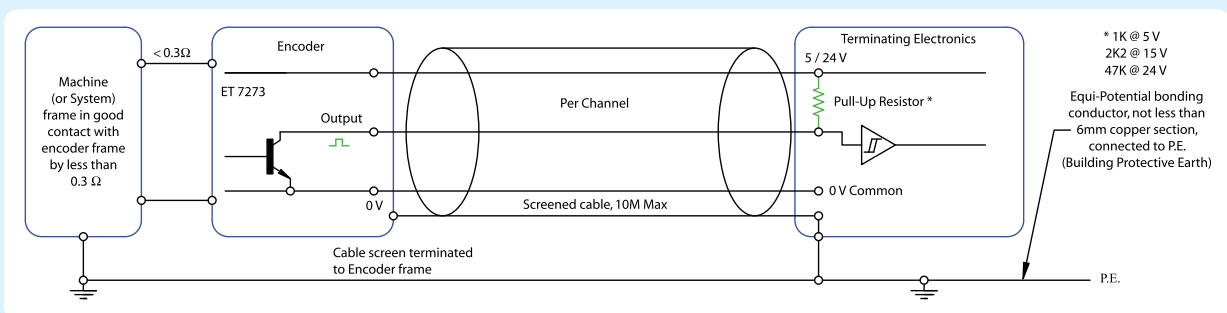 Machine
(or System)
frame in good
contact with
encoder frame
by less than
0.3 Ω
< 0.3Ω
Encoder
ET 7273
Output
0 V
Per Channel
Screened cable, 10M Max
Cable screen terminated
to Encoder frame
Terminating Electronics
5 / 24 V
Pull-Up Resistor *
0 V Common
* 1K @ 5 V
2K2 @ 15 V
47K @ 24 V
Equi-Potential bonding
conductor, not less than
6mm copper section,
connected to P.E.
(Building Protective Earth)
P.E.